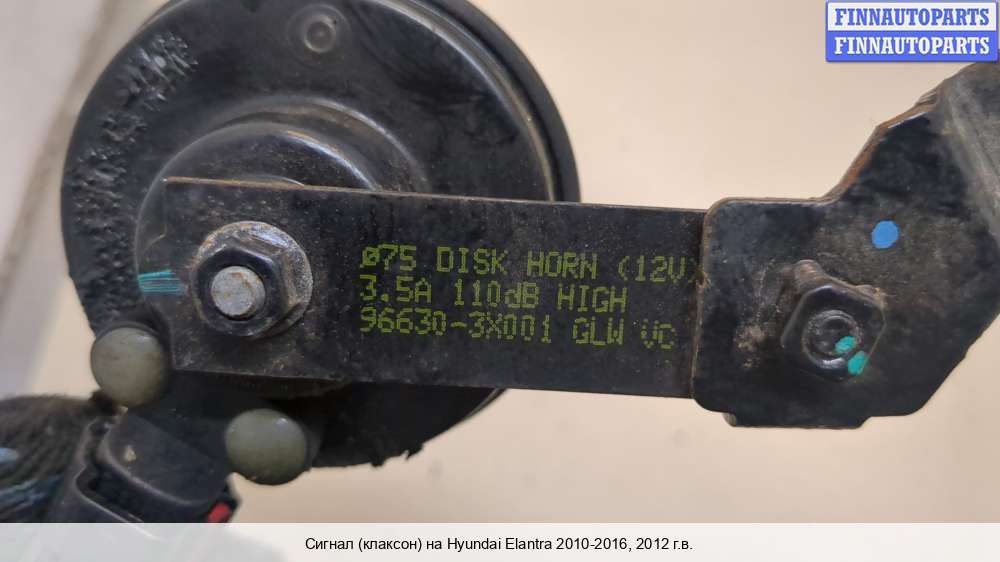 FINNAUTOPARTS
FINNAUTOPARTS
ø75 DISK HORN (12V)
3.5A 110dB HIGH
96630-3X001 GLW VC
Сигнал (клаксон) на Hyundai Elantra 2010-2016, 2012 г.в.